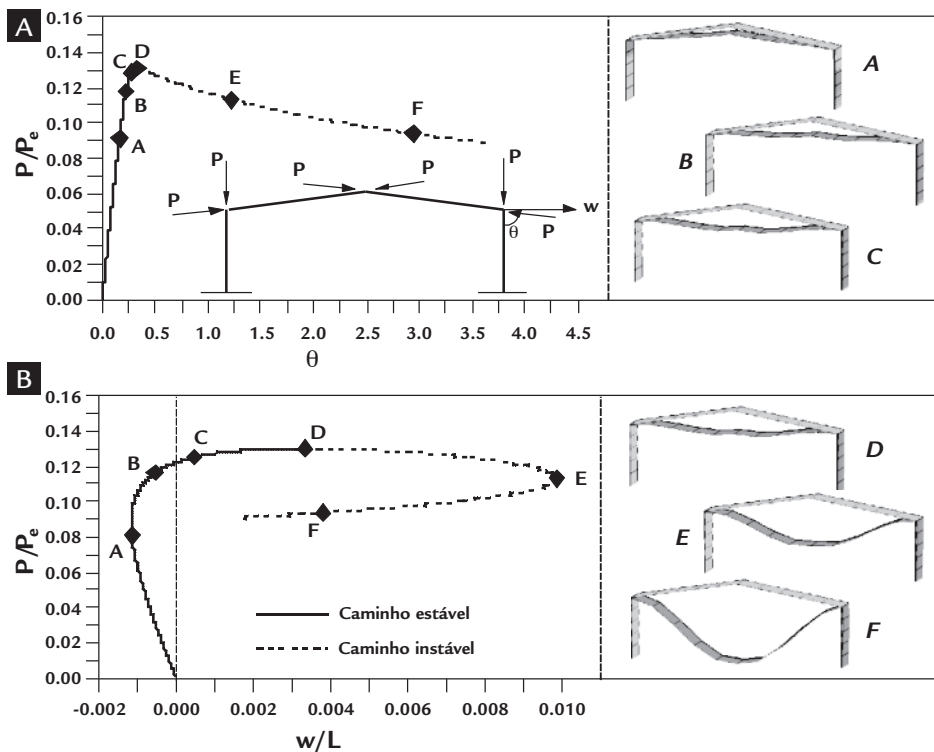 A
P/Pe
0.16
0.14
0.12
0.10
0.08
0.06
0.04
0.02
0.00
C D
B
A
E
F
P
P
P
P
P
P
w
θ
0.0 0.5 1.0 1.5 2.0 2.5 3.0 3.5 4.0 4.5
θ
A
B
C
B
P/Pe
0.16
0.14
0.12
0.10
0.08
0.06
0.04
0.02
0.00
A
B
C
D
E
F
Caminho estável
Caminho instável
-0.002 0.000 0.002 0.004 0.006 0.008 0.010
w/L
D
E
F